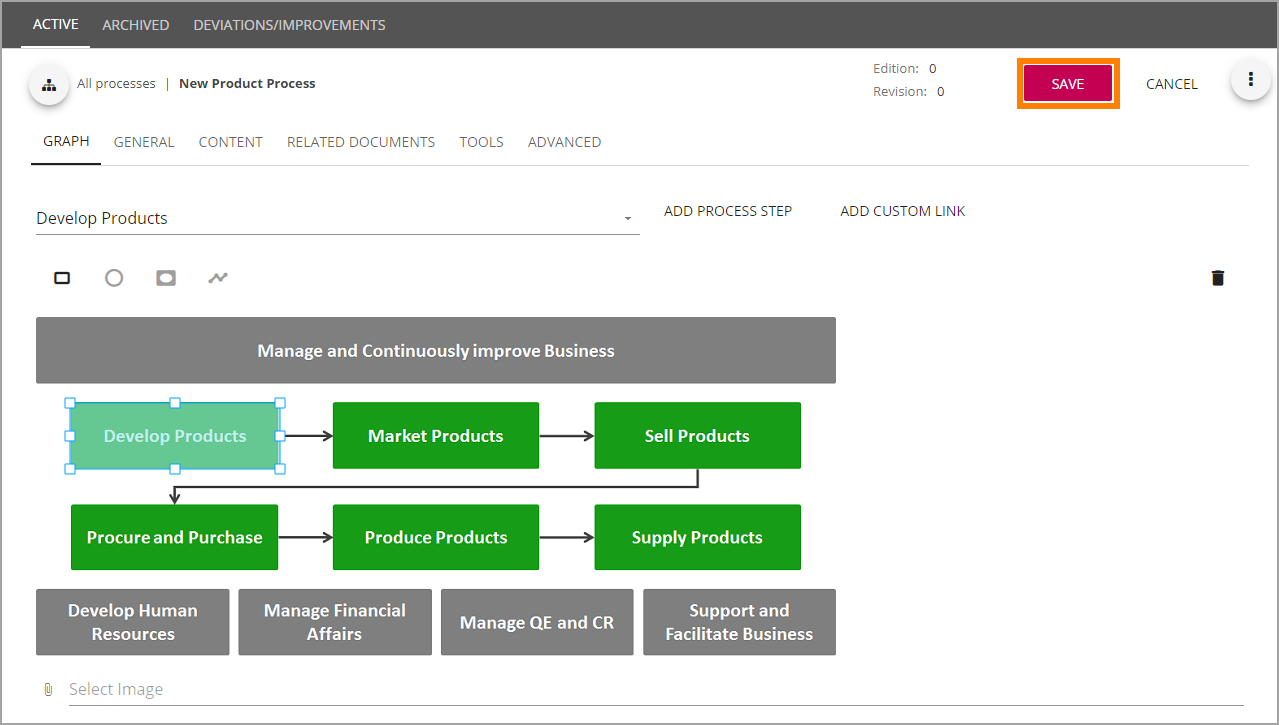 ACTIVE ARCHIVED DEVIATIONS/IMPROVEMENTS
All processes | New Product Process
Edition: 0
Revision: 0
SAVE CANCEL
GRAPH GENERAL CONTENT RELATED DOCUMENTS TOOLS ADVANCED
Develop Products
ADD PROCESS STEP ADD CUSTOM LINK
Manage and Continuously improve Business
Develop Products Market Products Sell Products
Procure and Purchase Produce Products Supply Products
Develop Human
Resources
Manage Financial
Affairs
Manage QE and CR
Support and
Facilitate Business
Select Image